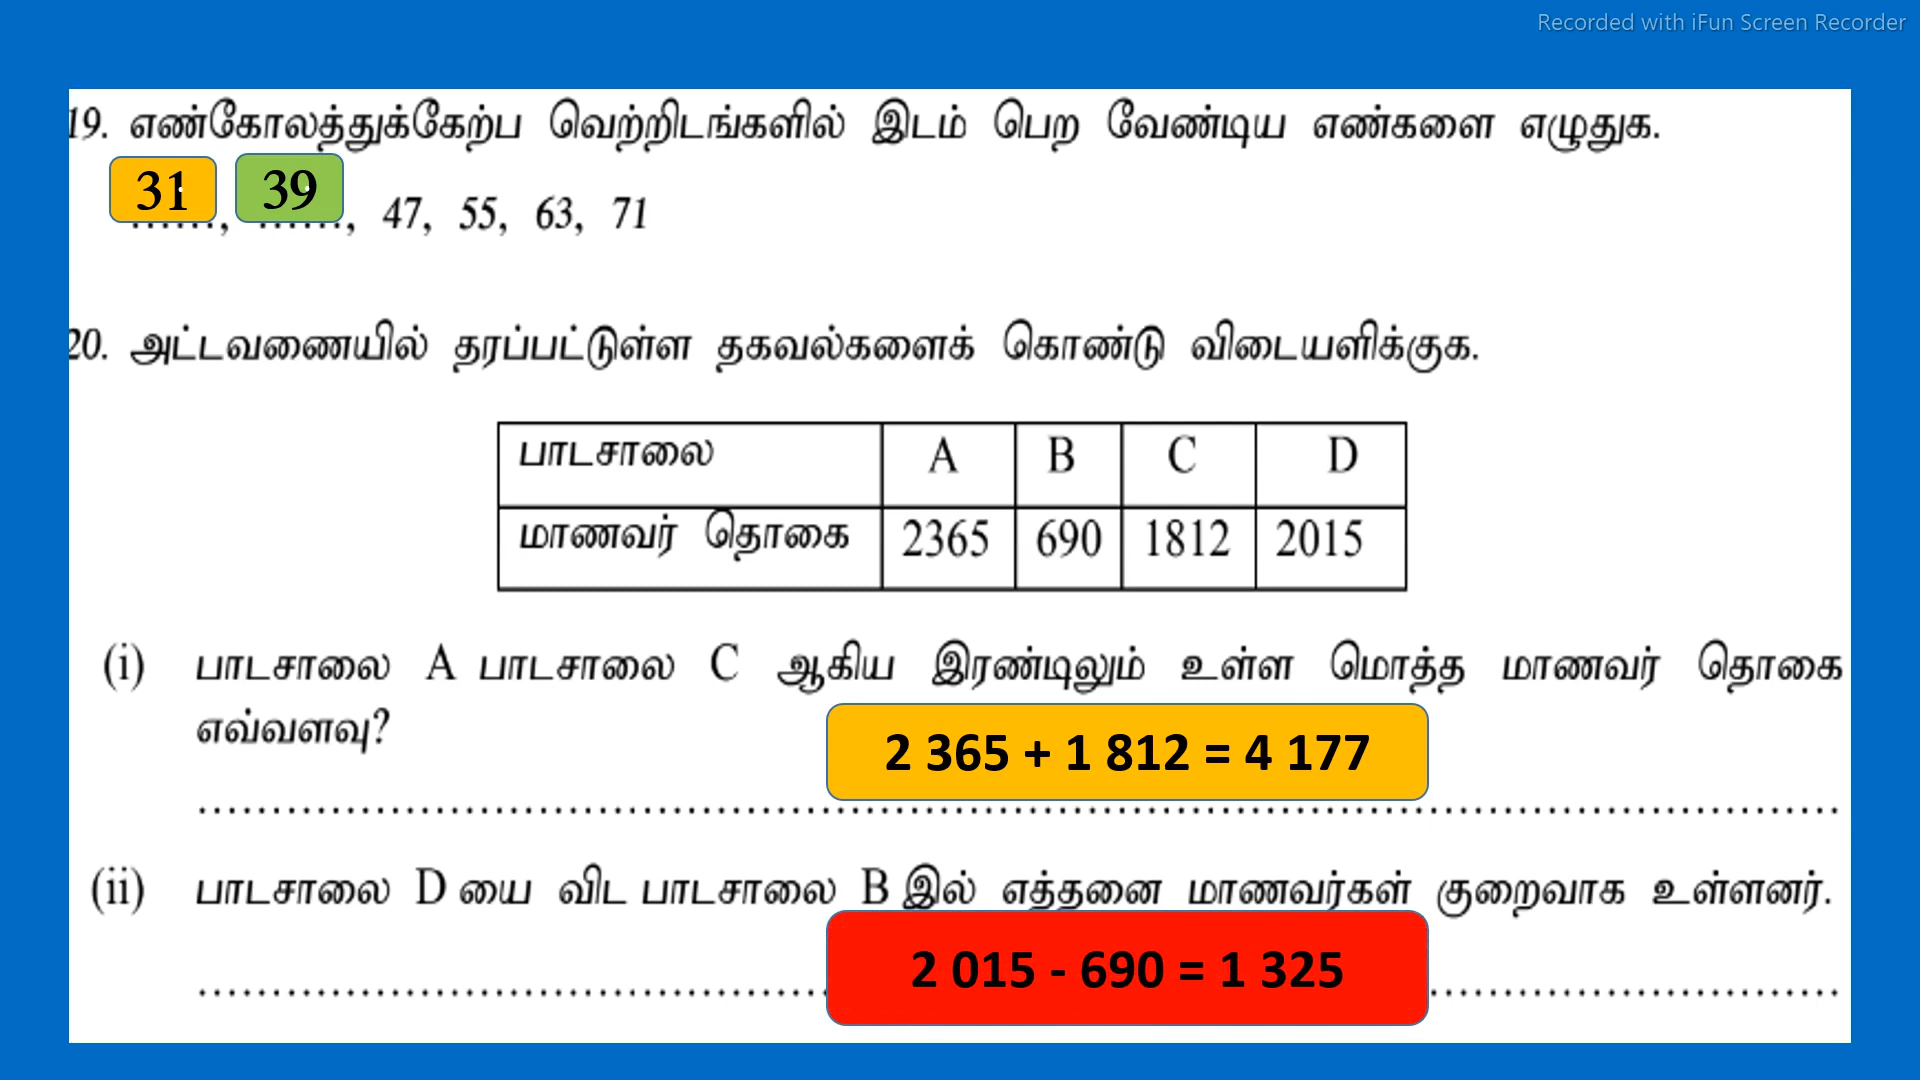 Recorded with iFun Screen Recorder
19. எண்கோலத்துக்கேற்ப வெற்றிடங்களில் இடம் பெற வேண்டிய எண்களை எழுதுக.
31 39
......, ......, 47, 55, 63, 71
20. அட்டவணையில் தரப்பட்டுள்ள தகவல்களைக் கொண்டு விடையளிக்குக.
பாடசாலை A B C D
மாணவர் தொகை 2365 690 1812 2015
(i) பாடசாலை A பாடசாலை C ஆகிய இரண்டிலும் உள்ள மொத்த மாணவர் தொகை
எவ்வளவு?
2 365 + 1 812 = 4 177
(ii) பாடசாலை D யை விட பாடசாலை B இல் எத்தனை மாணவர்கள் குறைவாக உள்ளனர்.
2 015 - 690 = 1 325